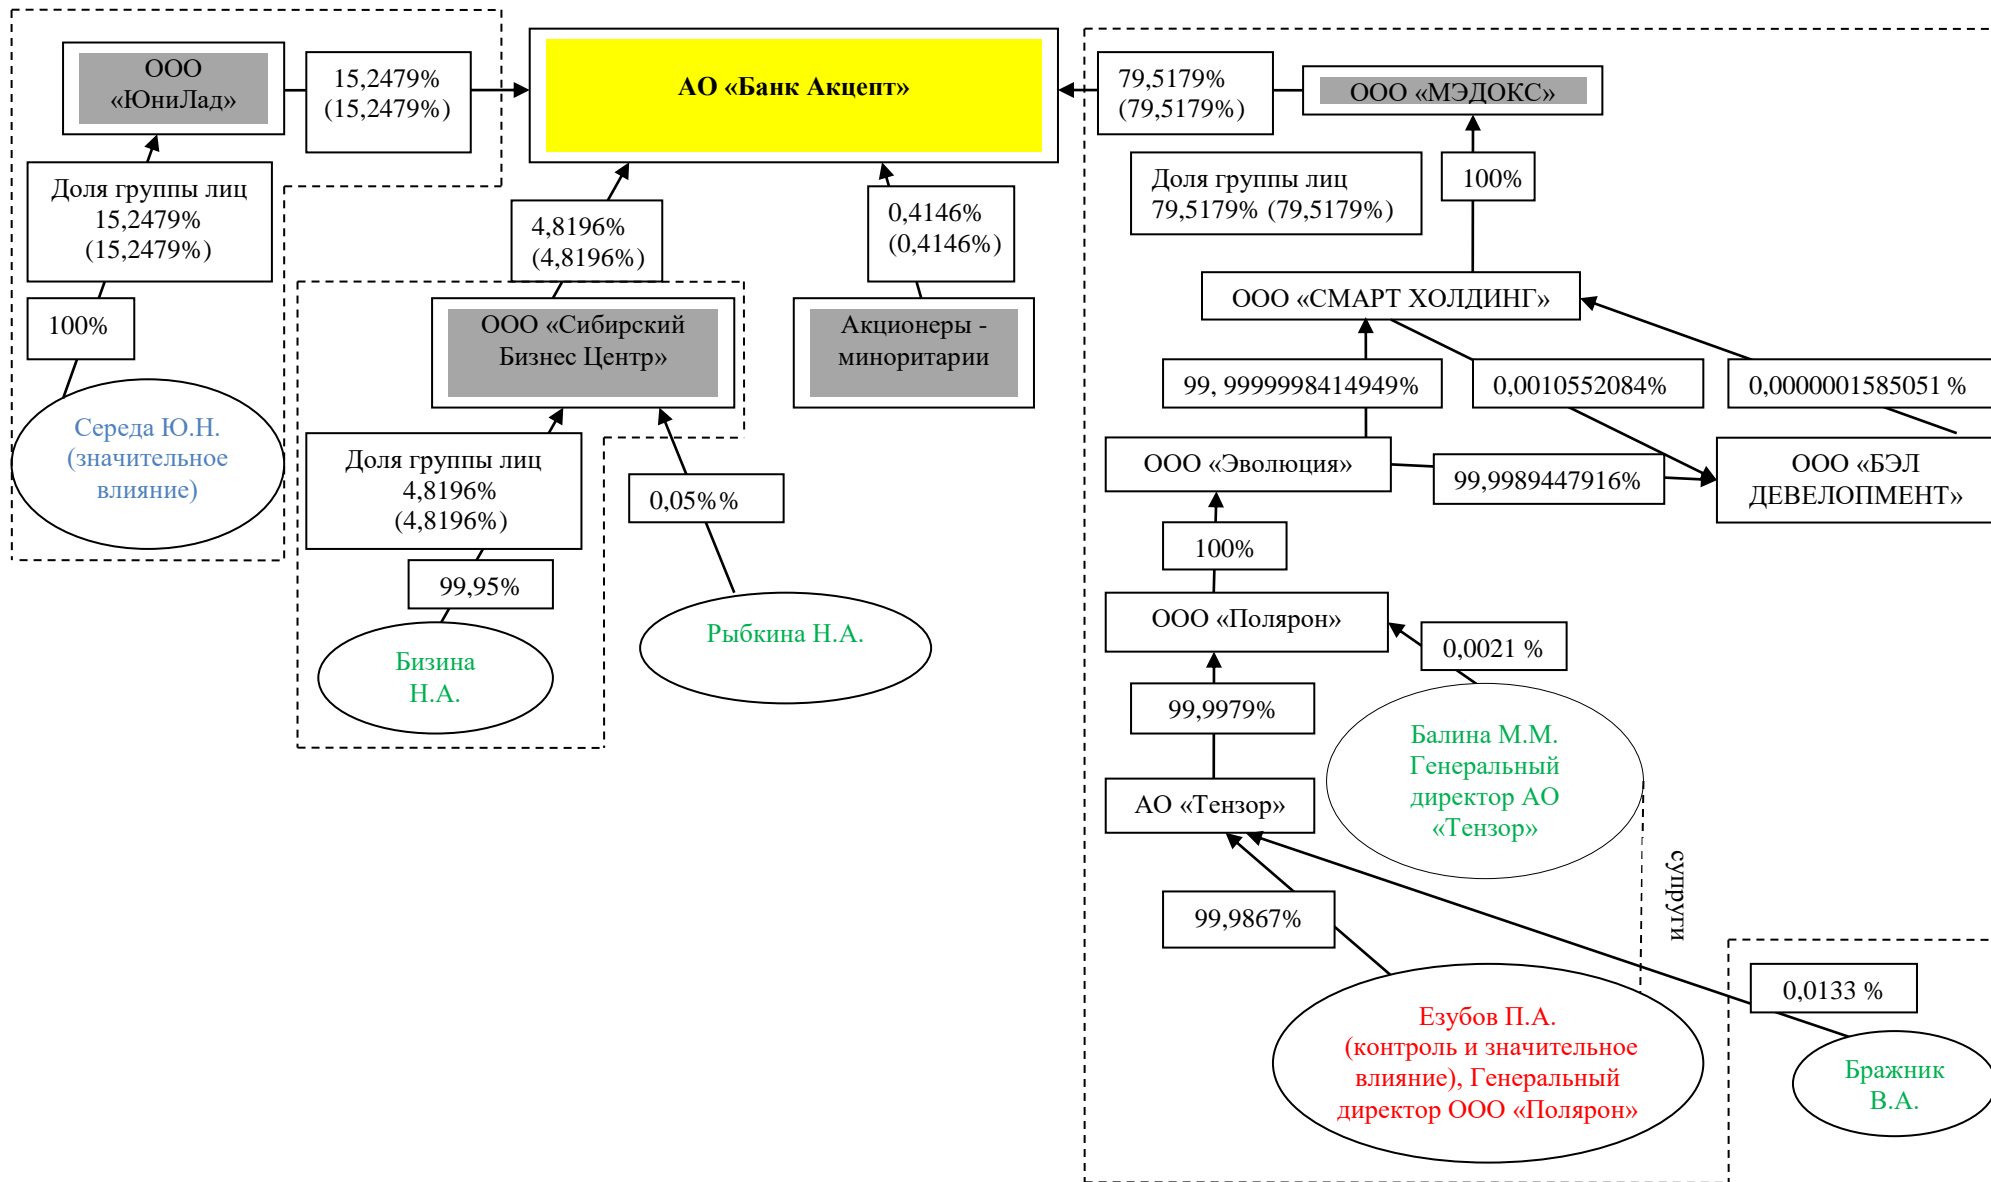 ООО
«ЮниЛад»
15,2479%
(15,2479%)
АО «Банк Акцепт»
79,5179%
(79,5179%)
ООО «МЭДОКС»
Доля группы лиц
15,2479%
(15,2479%)
4,8196%
(4,8196%)
0,4146%
(0,4146%)
Доля группы лиц
79,5179% (79,5179%)
100%
100%
ООО «Сибирский
Бизнес Центр»
Акционеры -
миноритарии
ООО «СМАРТ ХОЛДИНГ»
99, 9999998414949%
0,0010552084%
0,0000001585051 %
Середа Ю.Н.
(значительное
влияние)
Доля группы лиц
4,8196%
(4,8196%)
0,05%%
ООО «Эволюция»
99,9989447916%
ООО «БЭЛ
ДЕВЕЛОПМЕНТ»
100%
99,95%
Бизина
Н.А.
Рыбкина Н.А.
ООО «Полярон»
0,0021 %
99,9979%
Балина М.М.
Генеральный
директор АО
«Тензор»
АО «Тензор»
супруги
99,9867%
0,0133 %
Езубов П.А.
(контроль и значительное
влияние), Генеральный
директор ООО «Полярон»
Бражник
В.А.